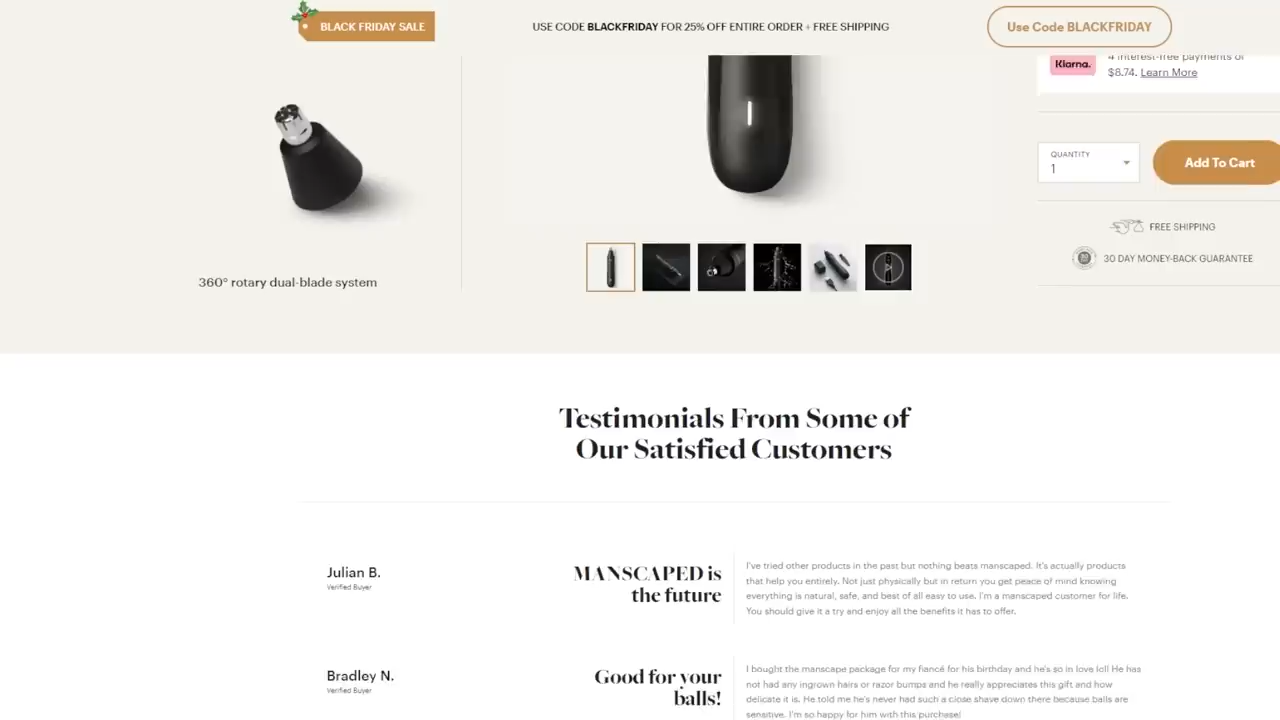 BLACK FRIDAY SALE
USE CODE BLACKFRIDAY FOR 25% OFF ENTIRE ORDER + FREE SHIPPING
Use Code BLACKFRIDAY
Klarna.
4 interest-free payments of
$8.74. Learn More
QUANTITY
1
Add To Cart
FREE SHIPPING
30 DAY MONEY-BACK GUARANTEE
360° rotary dual-blade system
Testimonials From Some of
Our Satisfied Customers
Julian B.
Verified Buyer
MANSCAPED is
the future
I've tried other products in the past but nothing beats manscaped. It's actually products
that help you entirely. Not just physically but in return you get peace of mind knowing
everything is natural, safe, and best of all easy to use. I'm a manscaped customer for life.
You should give it a try and enjoy all the benefits it has to offer.
Bradley N.
Verified Buyer
Good for your
balls!
I bought the manscape package for my fiancé for his birthday and he's so in love lol! He has
not had any ingrown hairs or razor bumps and he really appreciates this gift and how
delicate it is. He told me he's never had such a close shave down there because balls are
sensitive. I'm so happy for him with this purchase!